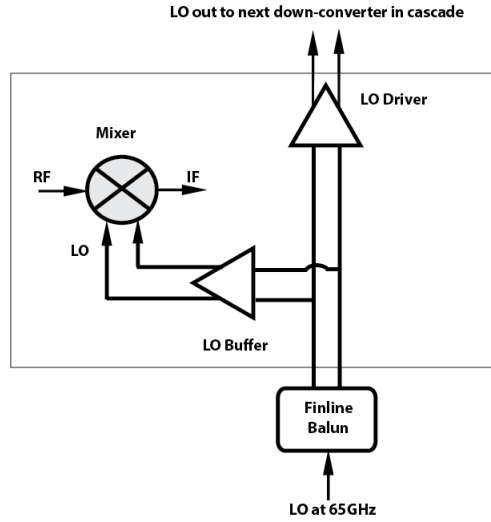 LO out to next down-converter in cascade
LO Driver
Mixer
RF
IF
LO
LO Buffer
Finline
Balun
LO at 65GHz